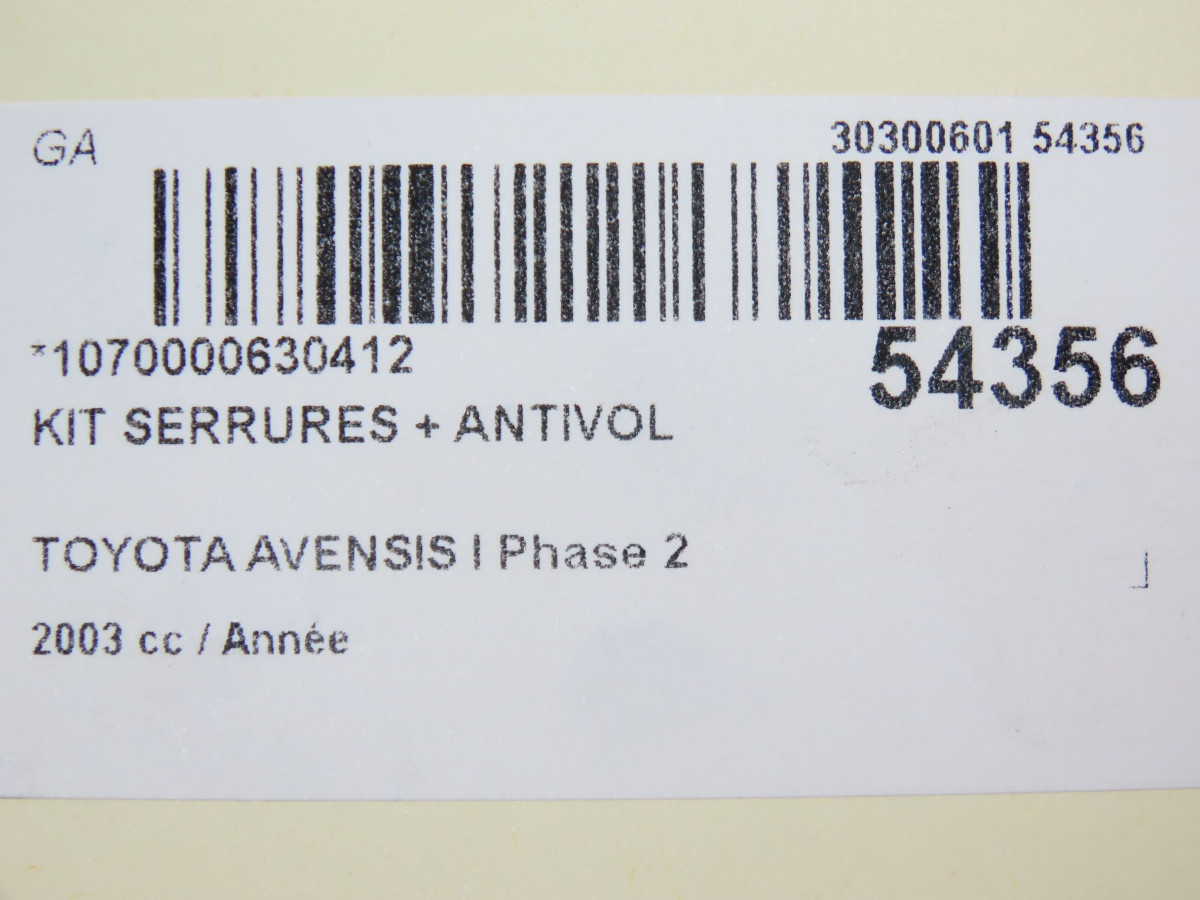 GA
30300601 54356
*1070000630412
54356
KIT SERRURES + ANTIVOL
TOYOTA AVENSIS I Phase 2
2003 cc / Année